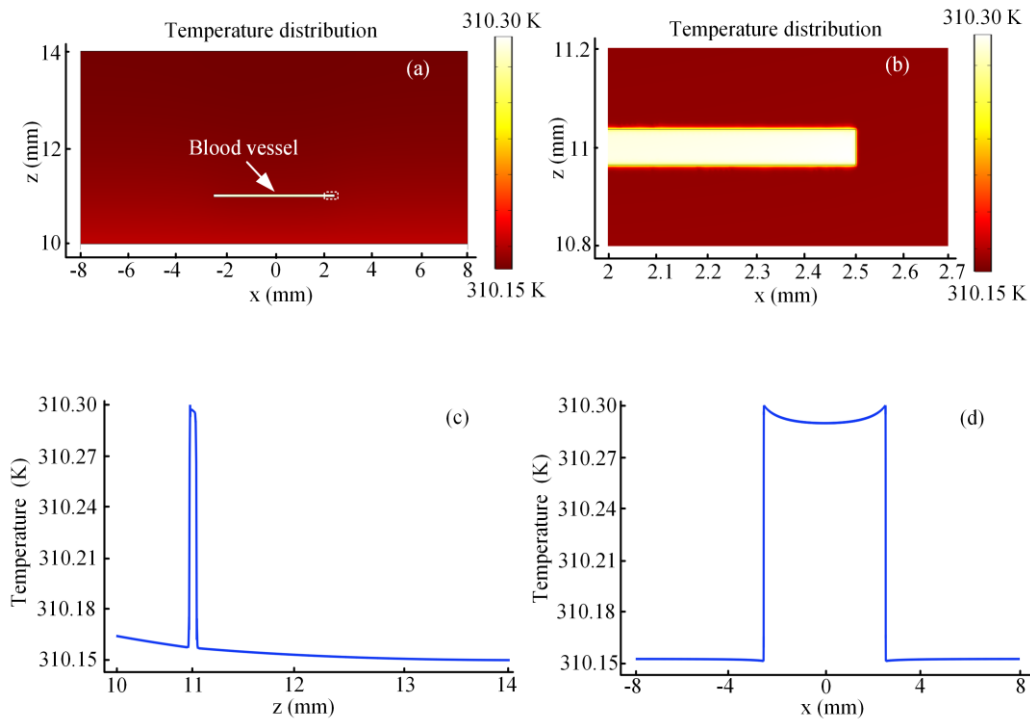 Temperature distribution
310.30 K
14
(a)
12
z (mm)
Blood vessel
10
-8 -6 -4 -2 0 2 4 6 8
x (mm)
310.15 K
Temperature distribution
310.30 K
11.2
(b)
11
z (mm)
10.8
2 2.1 2.2 2.3 2.4 2.5 2.6 2.7
x (mm)
310.15 K
310.30
(c)
310.27
310.24
310.21
310.18
310.15
Temperature (K)
10 11 12 13 14
z (mm)
310.30
(d)
310.27
310.24
310.21
310.18
310.15
Temperature (K)
-8 -4 0 4 8
x (mm)